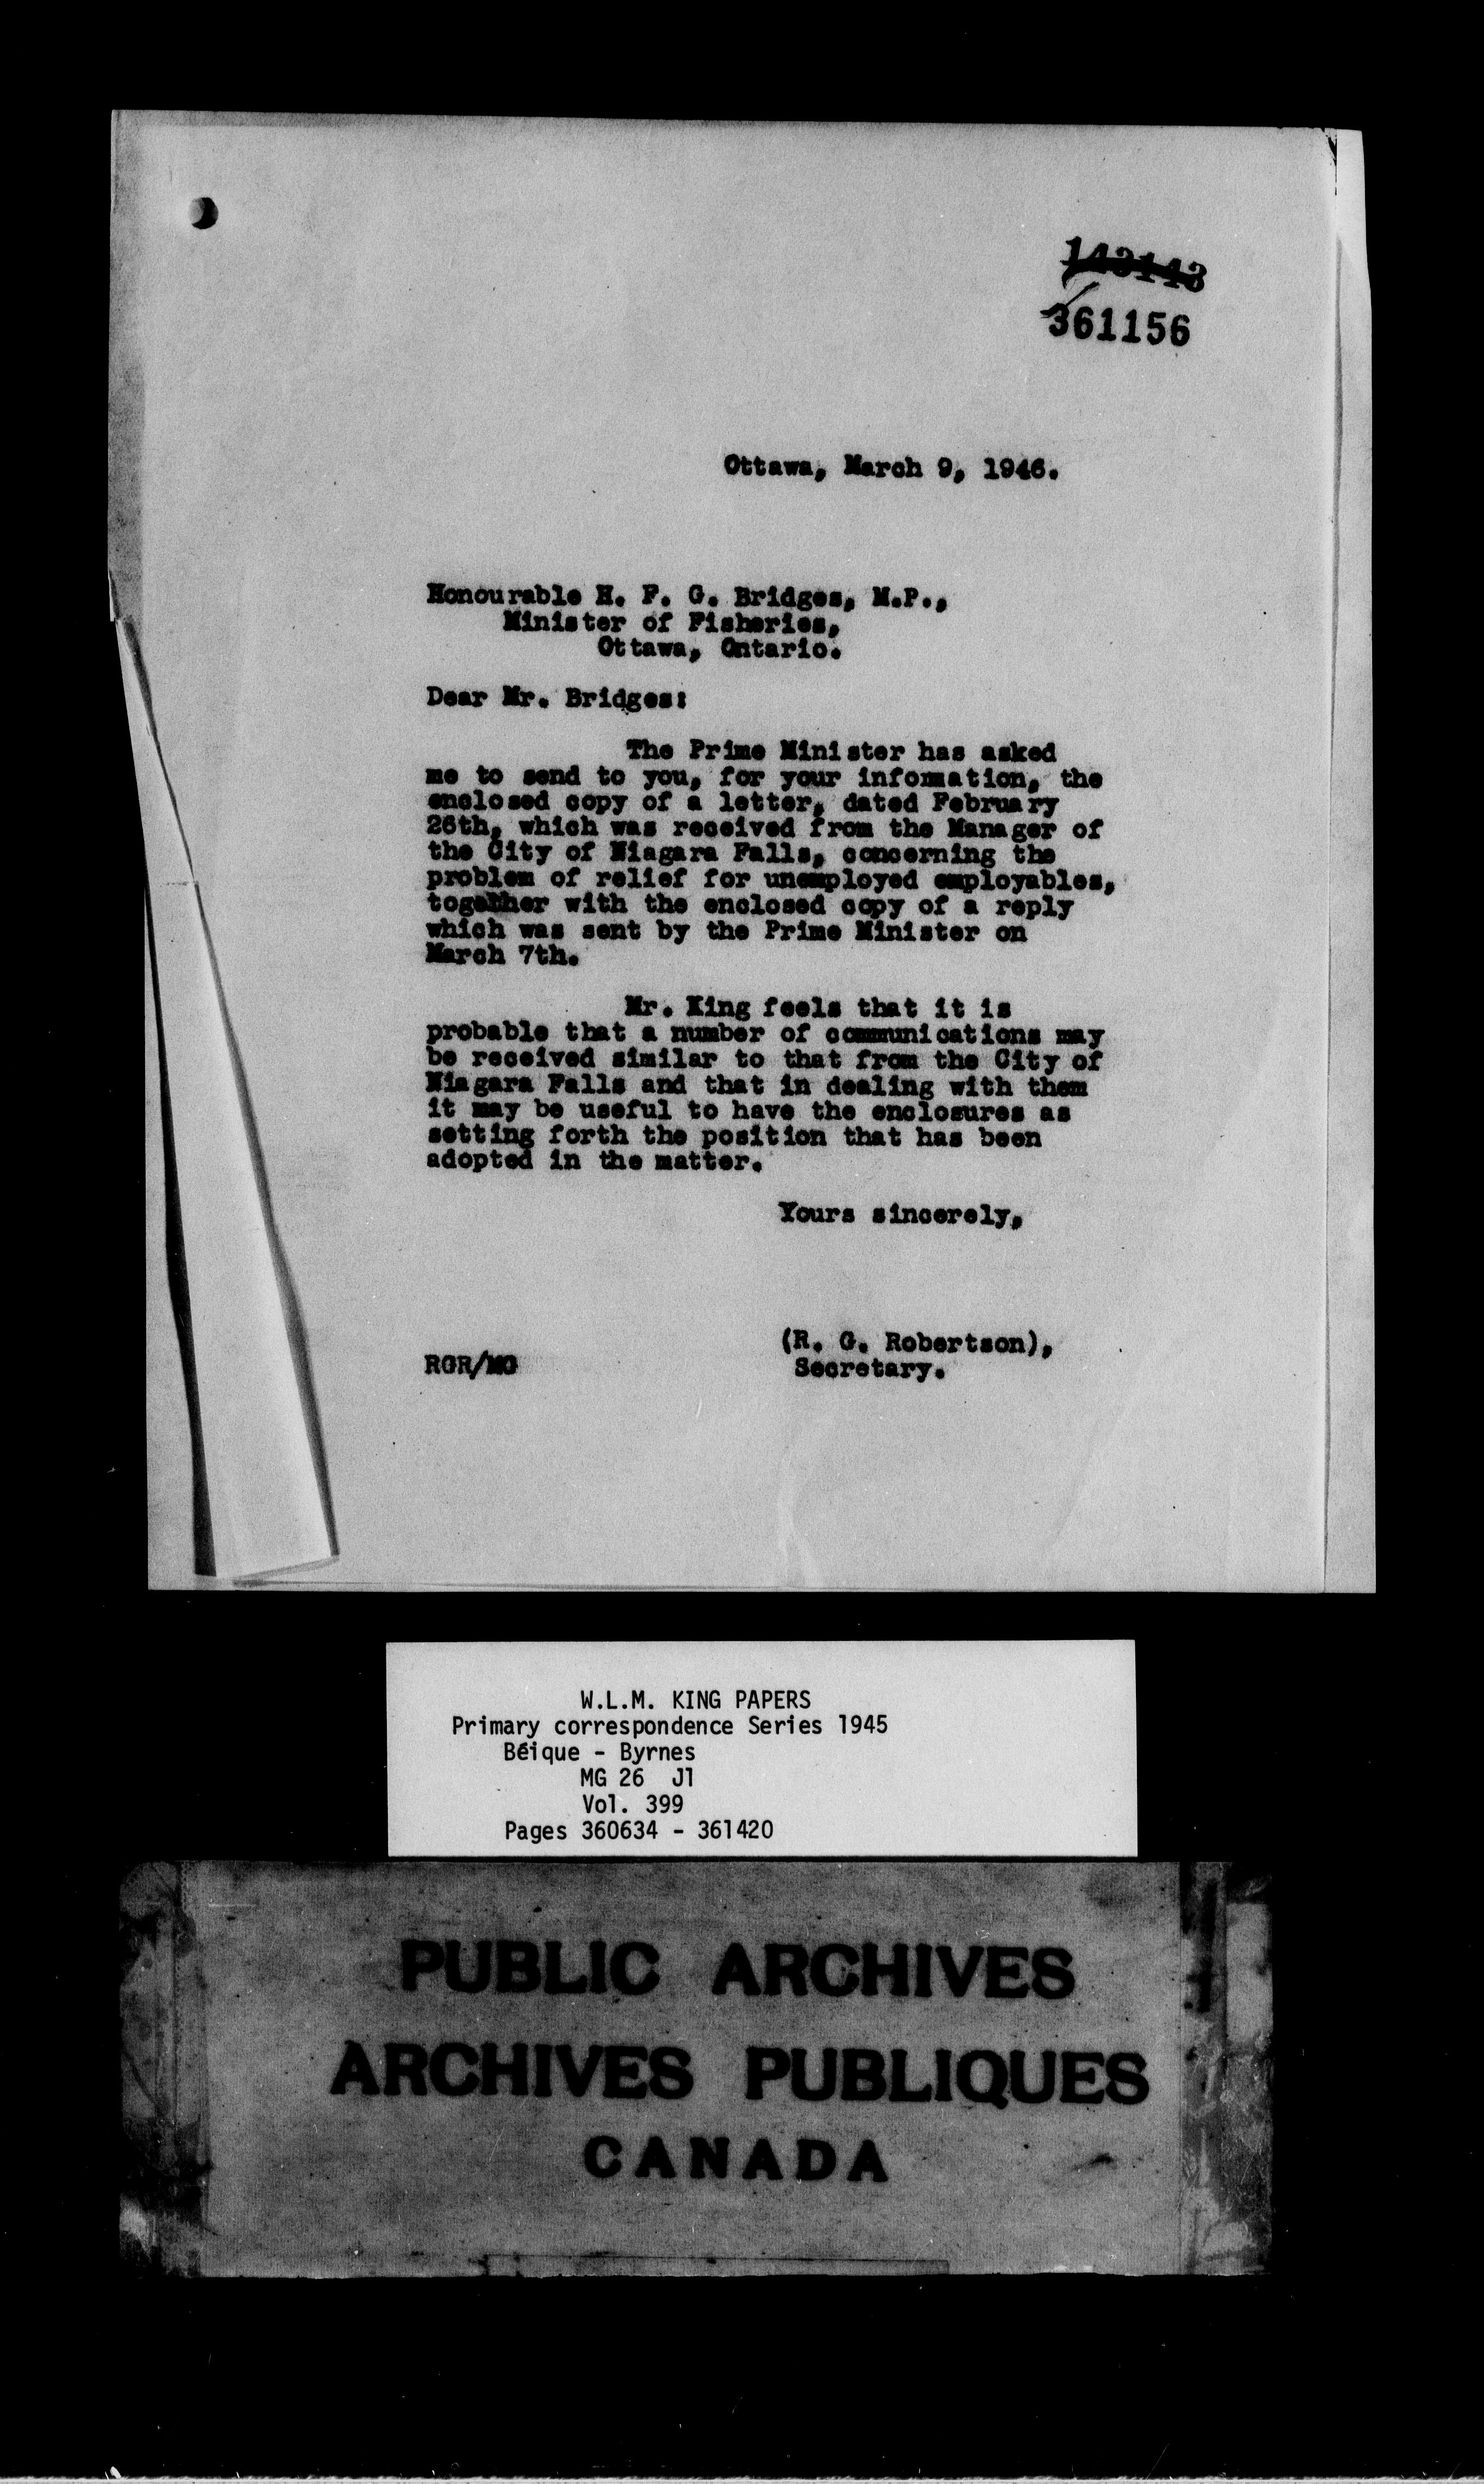 143143
361156
Ottawa, March 9, 1946.
Honourable H. F. G. Bridges, M.P.,
Minister of Fisheries,
Ottawa, Ontario.
Dear Mr. Bridges:
The Prime Minister has asked
me to send to you, for your information, the
enclosed copy of a letter, dated February
26th, which was received from the Manager of
the City of Niagara Falls, concerning the
problem of relief for unemployed employables,
together with the enclosed copy of a reply
which was sent by the Prime Minister on
March 7th.
Mr. King feels that it is
probable that a number of communications may
be received similar to that from the City of
Niagara Falls and that in dealing with them
it may be useful to have the enclosures as
setting forth the position that has been
adopted in the matter.
Yours sincerely,
(R. G. Robertson),
RGR/MG Secretary.
W.L.M. KING PAPERS
Primary correspondence Series 1945
Béique - Byrnes
MG 26 J1
Vol. 399
Pages 360634 - 361420
PUBLIC ARCHIVES
ARCHIVES PUBLIQUES
CANADA